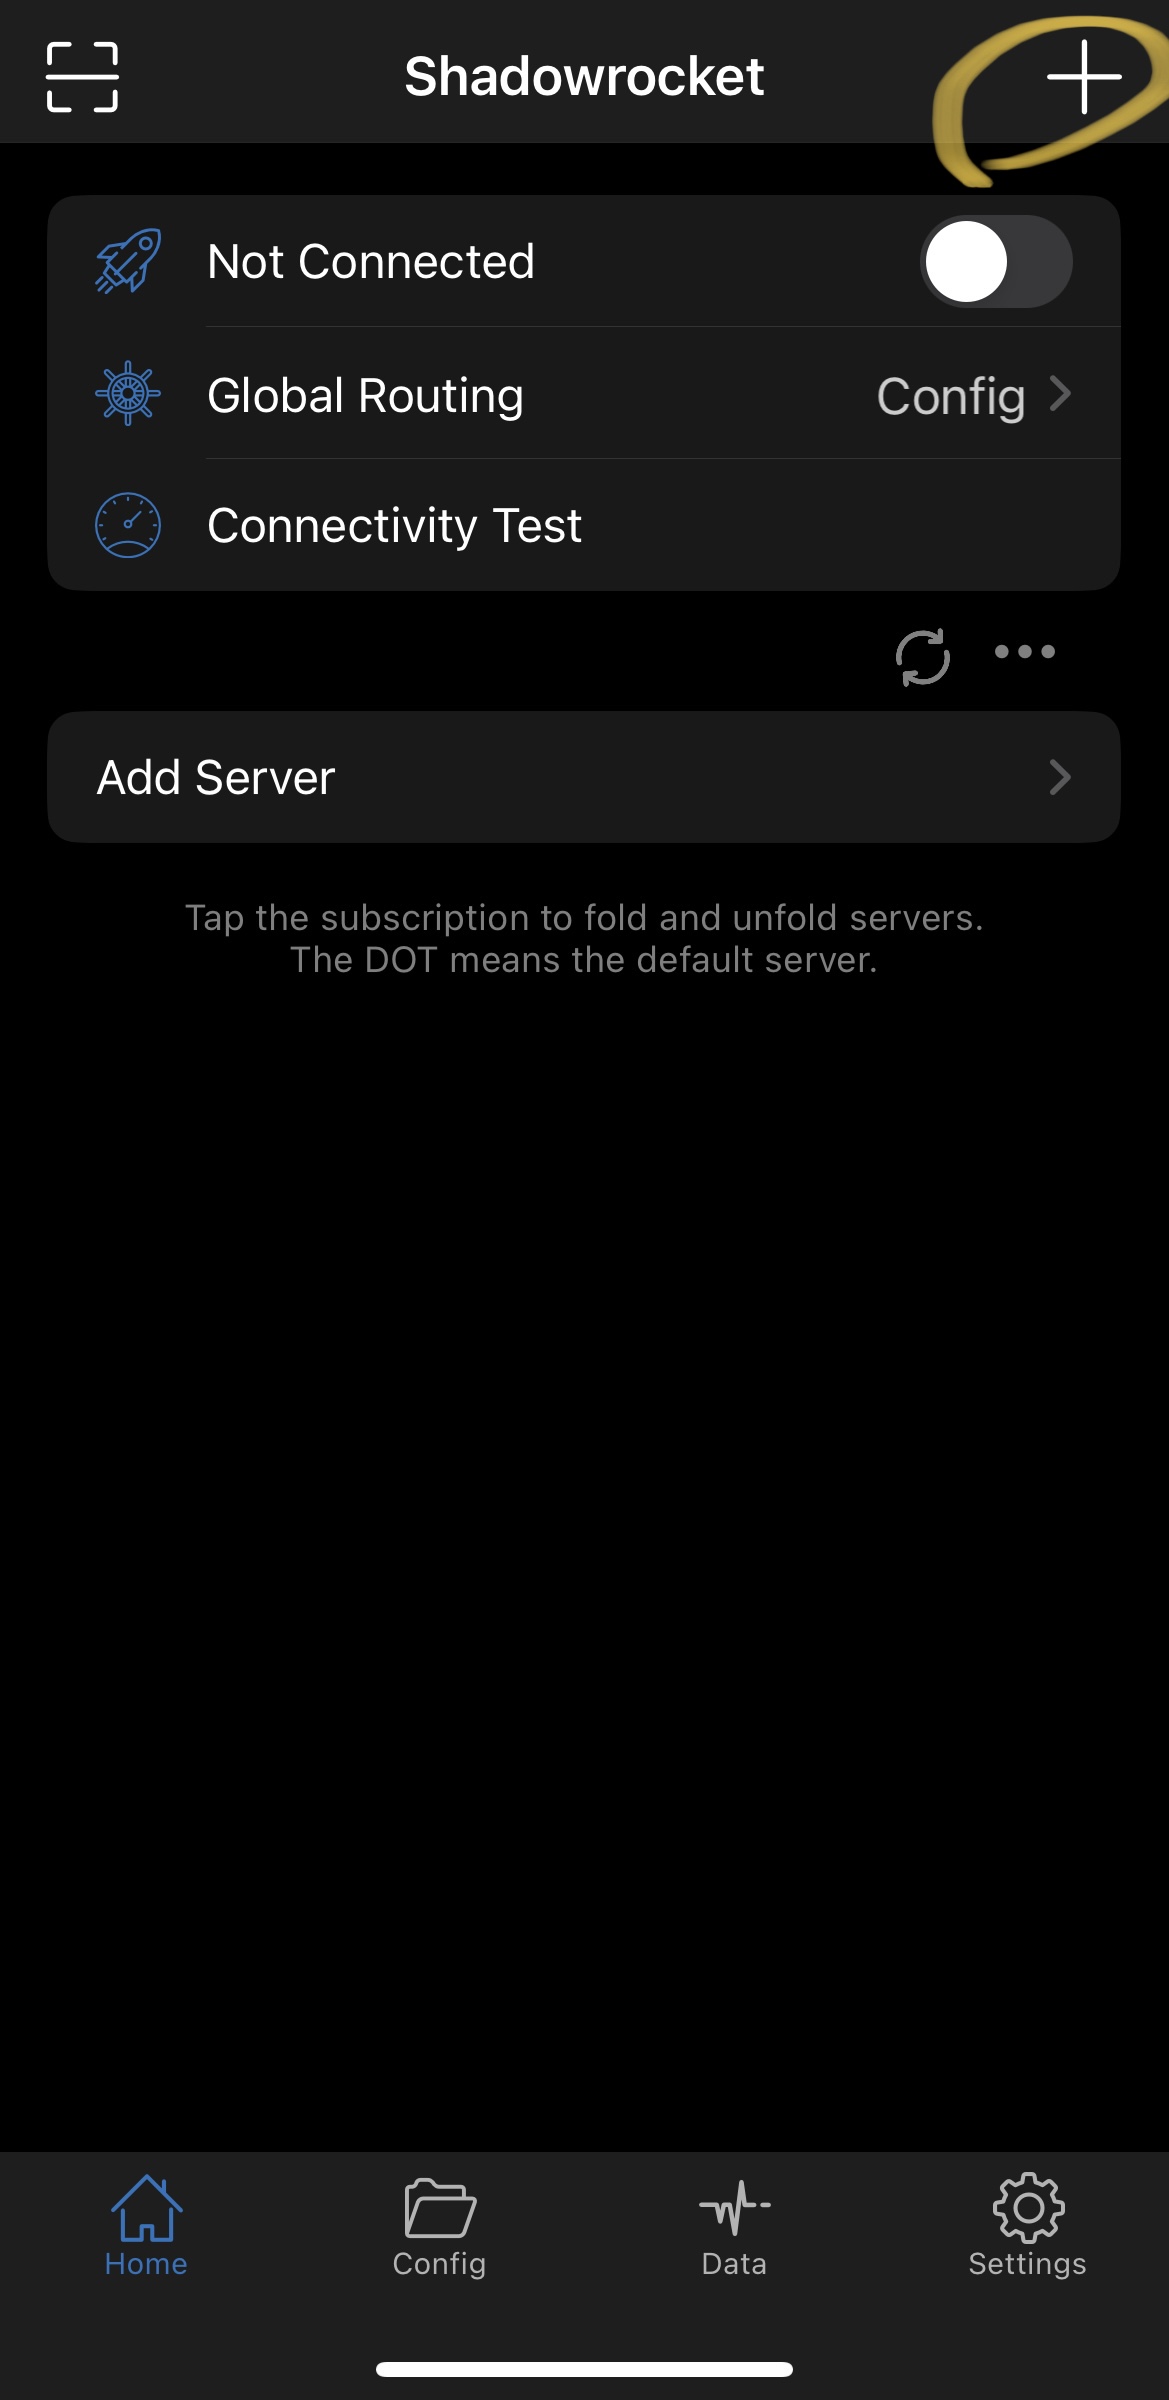 Shadowrocket
Not Connected
Global Routing Config
Connectivity Test
Add Server
Tap the subscription to fold and unfold servers.
The DOT means the default server.
Home Config Data Settings